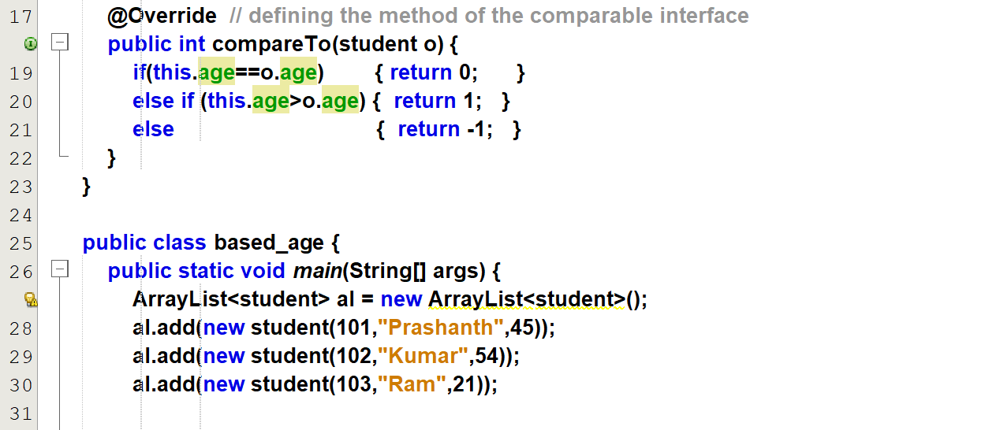 17 @Override // defining the method of the comparable interface
public int compareTo(student o) {
19 if(this.age==o.age) { return 0; }
20 else if (this.age>o.age) { return 1; }
21 else { return -1; }
22 }
23 }
24
25 public class based_age {
26 public static void main(String[] args) {
ArrayList<student> al = new ArrayList<student>();
28 al.add(new student(101,"Prashanth",45));
29 al.add(new student(102,"Kumar",54));
30 al.add(new student(103,"Ram",21));
31